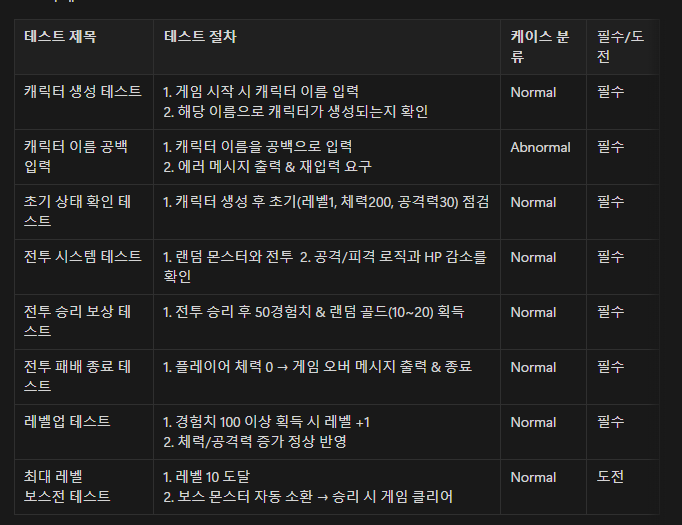 테스트 제목 테스트 절차 케이스 분류 필수/도전
캐릭터 생성 테스트 1. 게임 시작 시 캐릭터 이름 입력 Normal 필수
2. 해당 이름으로 캐릭터가 생성되는지 확인
캐릭터 이름 공백 1. 캐릭터 이름을 공백으로 입력 Abnormal 필수
입력 2. 에러 메시지 출력 & 재입력 요구
초기 상태 확인 테 1. 캐릭터 생성 후 초기(레벨1, 체력200, 공격력30) 점검 Normal 필수
스트
전투 시스템 테스트 1. 랜덤 몬스터와 전투 2. 공격/피격 로직과 HP 감소를 Normal 필수
확인
전투 승리 보상 테 1. 전투 승리 후 50경험치 & 랜덤 골드(10~20) 획득 Normal 필수
스트
전투 패배 종료 테 1. 플레이어 체력 0 → 게임 오버 메시지 출력 & 종료 Normal 필수
스트
레벨업 테스트 1. 경험치 100 이상 획득 시 레벨 +1 Normal 필수
2. 체력/공격력 증가 정상 반영
최대 레벨 1. 레벨 10 도달 Normal 도전
보스전 테스트 2. 보스 몬스터 자동 소환 → 승리 시 게임 클리어